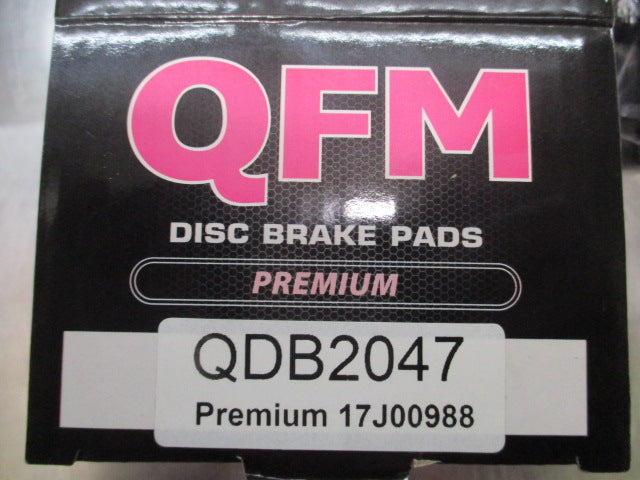 QFM
DISC BRAKE PADS
PREMIUM
QDB2047
Premium 17J00988